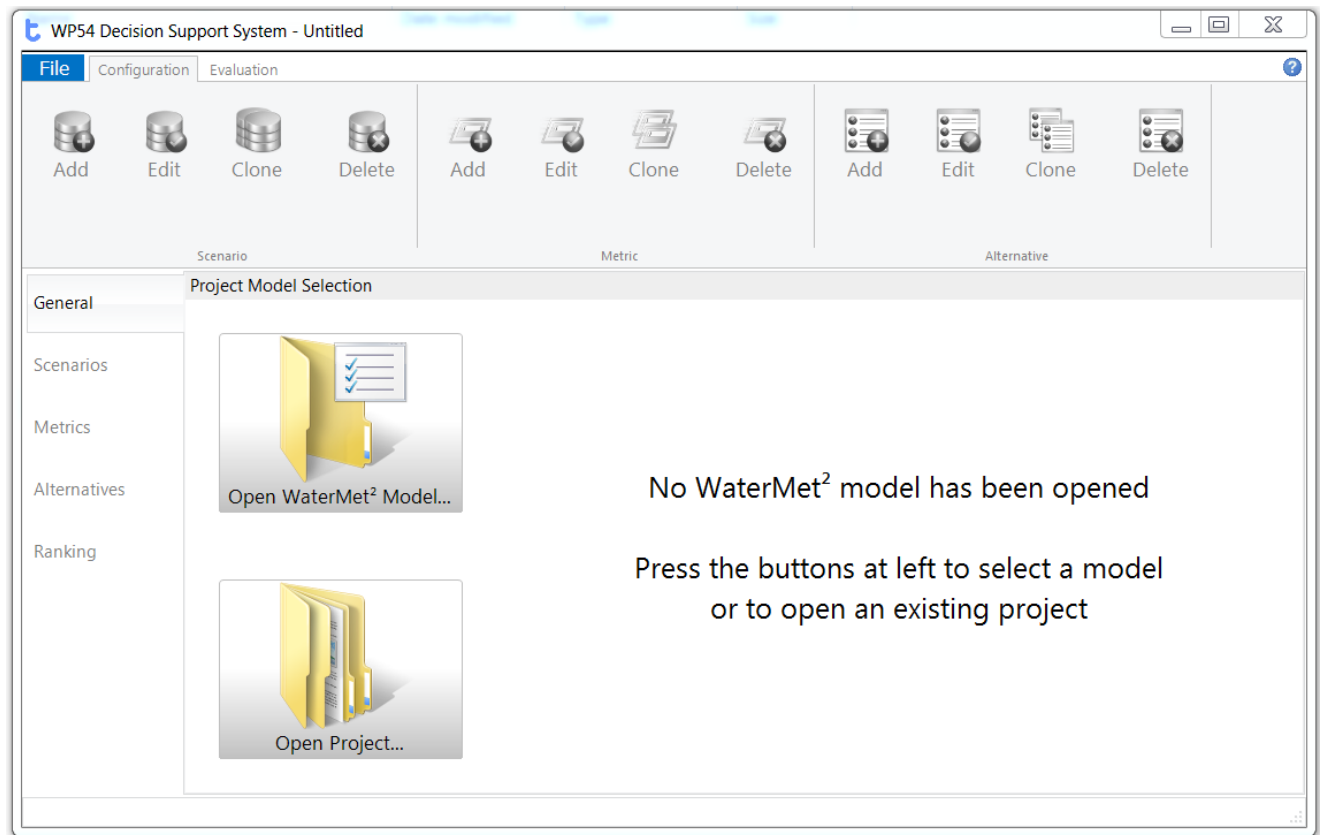 WP54 Decision Support System - Untitled
File Configuration Evaluation
Add Edit Clone Delete Add Edit Clone Delete Add Edit Clone Delete
Scenario Metric Alternative
General
Scenarios
Metrics
Alternatives
Ranking
Project Model Selection
Open WaterMet² Model...
Open Project...
No WaterMet² model has been opened
Press the buttons at left to select a model
or to open an existing project